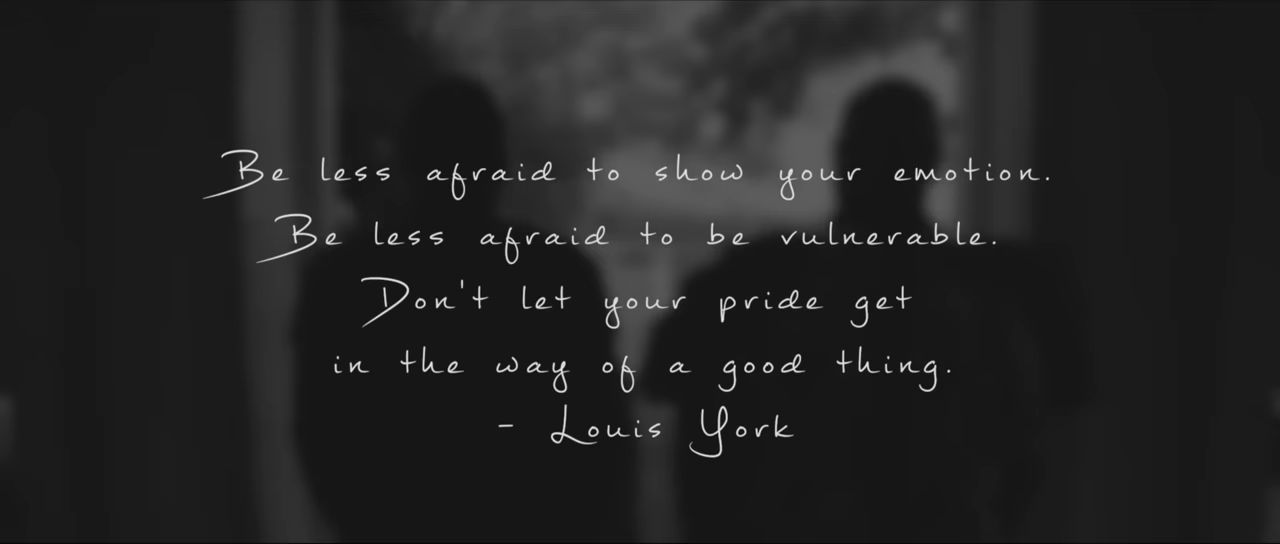 Be less afraid to show your emotion.
Be less afraid to be vulnerable.
Don't let your pride get
in the way of a good thing.
- Louis York